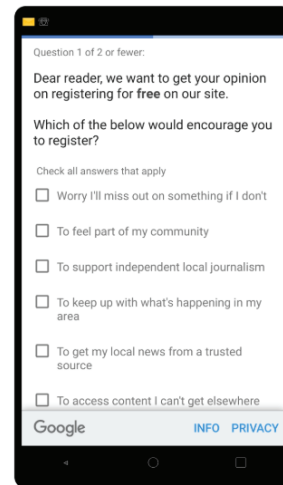 Question 1 of 2 or fewer:
Dear reader, we want to get your opinion
on registering for free on our site.
Which of the below would encourage you
to register?
Check all answers that apply
Worry I'll miss out on something if I don't
To feel part of my community
To support independent local journalism
To keep up with what's happening in my
area
To get my local news from a trusted
source
To access content I can't get elsewhere
Google INFO PRIVACY